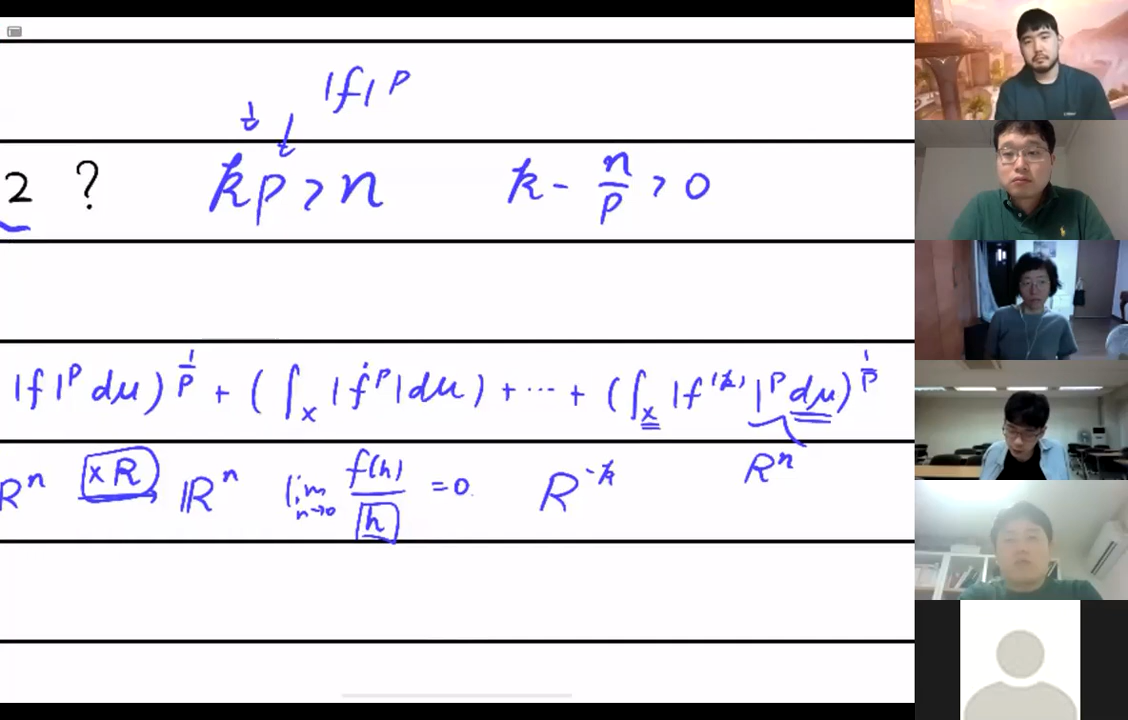 |f|^p
2 ? kp > n k - n/p > 0
|f|^p dμ)^{1/p} + (∫_X |f^p| dμ) + ⋯ + (∫_X |f^{(k)}|^p dμ)^{1/p}
R^n ×R R^n lim_{n→0} f(h)/h = 0. R^{-k} R^n